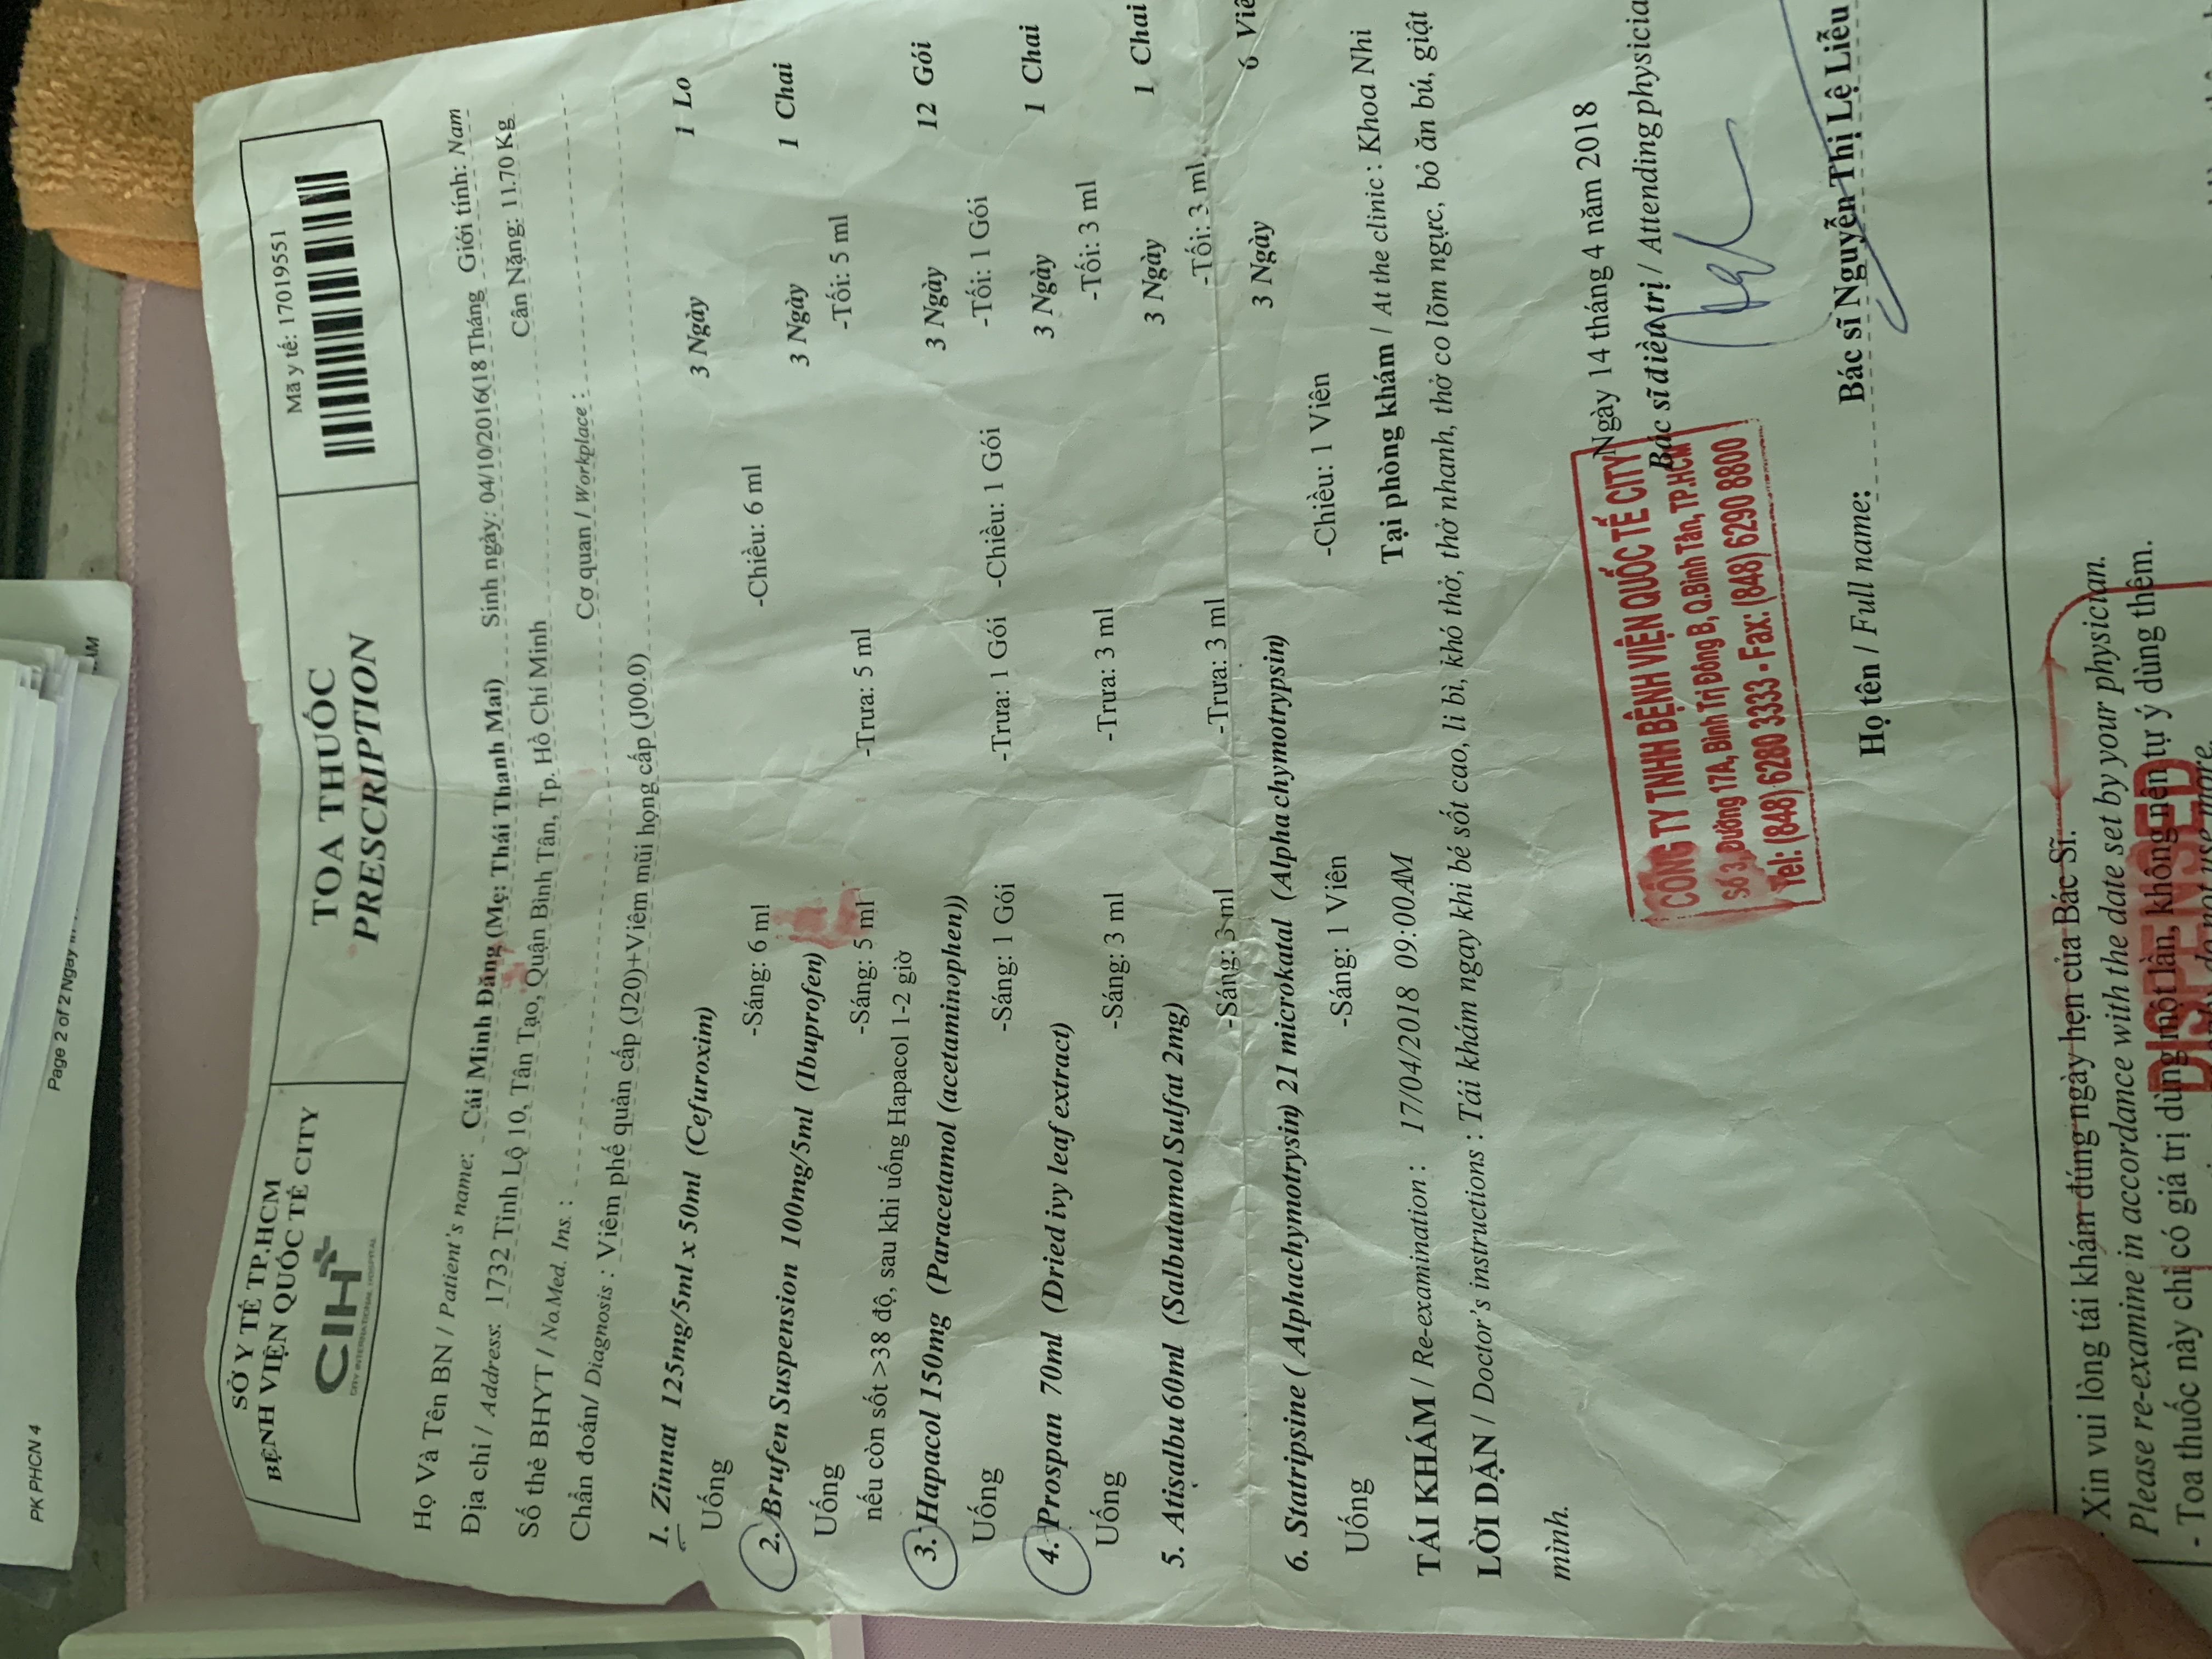 PK PHCN 4
Page 2 of 2 Ngày in
AM
SỞ Y TẾ TP.HCM
BỆNH VIỆN QUỐC TẾ CITY
CIH
CITY INTERNATIONAL HOSPITAL
TOA THUỐC
PRESCRIPTION
Mã y tế: 17019551
Họ Và Tên BN / Patient's name: Cái Minh Đăng (Mẹ: Thái Thanh Mai) Sinh ngày: 04/10/2016(18 Tháng Giới tính: Nam
Địa chỉ / Address: 1732 Tỉnh Lộ 10, Tân Tạo, Quận Bình Tân, Tp. Hồ Chí Minh Cân Nặng: 11.70 Kg
Số thẻ BHYT / No.Med. Ins. : Cơ quan / Workplace :
Chẩn đoán/ Diagnosis : Viêm phế quản cấp (J20)+Viêm mũi họng cấp (J00.0)
1. Zinnat 125mg/5ml x 50ml (Cefuroxim) 3 Ngày 1 Lo
Uống -Sáng: 6 ml -Chiều: 6 ml
2. Brufen Suspension 100mg/5ml (Ibuprofen) 3 Ngày 1 Chai
Uống -Sáng: 5 ml -Trưa: 5 ml -Tối: 5 ml
nếu còn sốt >38 độ, sau khi uống Hapacol 1-2 giờ
3. Hapacol 150mg (Paracetamol (acetaminophen)) 3 Ngày 12 Gói
Uống -Sáng: 1 Gói -Trưa: 1 Gói -Chiều: 1 Gói -Tối: 1 Gói
4. Prospan 70ml (Dried ivy leaf extract) 3 Ngày 1 Chai
Uống -Sáng: 3 ml -Trưa: 3 ml -Tối: 3 ml
5. Atisalbu 60ml (Salbutamol Sulfat 2mg) 3 Ngày 1 Chai
-Sáng: 3 ml -Trưa: 3 ml -Tối: 3 ml
6. Statripsine ( Alphachymotrysin) 21 microkatal (Alpha chymotrypsin) 3 Ngày 6 Viê
Uống -Sáng: 1 Viên -Chiều: 1 Viên
TÁI KHÁM / Re-examination : 17/04/2018 09:00AM Tại phòng khám / At the clinic : Khoa Nhi
LỜI DẶN / Doctor's instructions : Tái khám ngay khi bé sốt cao, li bì, khó thở, thở nhanh, thở co lõm ngực, bỏ ăn bú, giật
mình.
Ngày 14 tháng 4 năm 2018
Bác sĩ điều trị / Attending physicia
CÔNG TY TNHH BỆNH VIỆN QUỐC TẾ CITY
Số 3, Đường 17A, Bình Trị Đông B, Q.Bình Tân, TP.HCM
Tel: (848) 6280 3333 - Fax: (848) 6290 8800
Họ tên / Full name: Bác sĩ Nguyễn Thị Lệ Liễu
- Xin vui lòng tái khám đúng ngày hẹn của Bác Sĩ.
Please re-examine in accordance with the date set by your physician.
- Toa thuốc này chỉ có giá trị dùng một lần, không nên tự ý dùng thêm.
DISPENSED
do not use more.